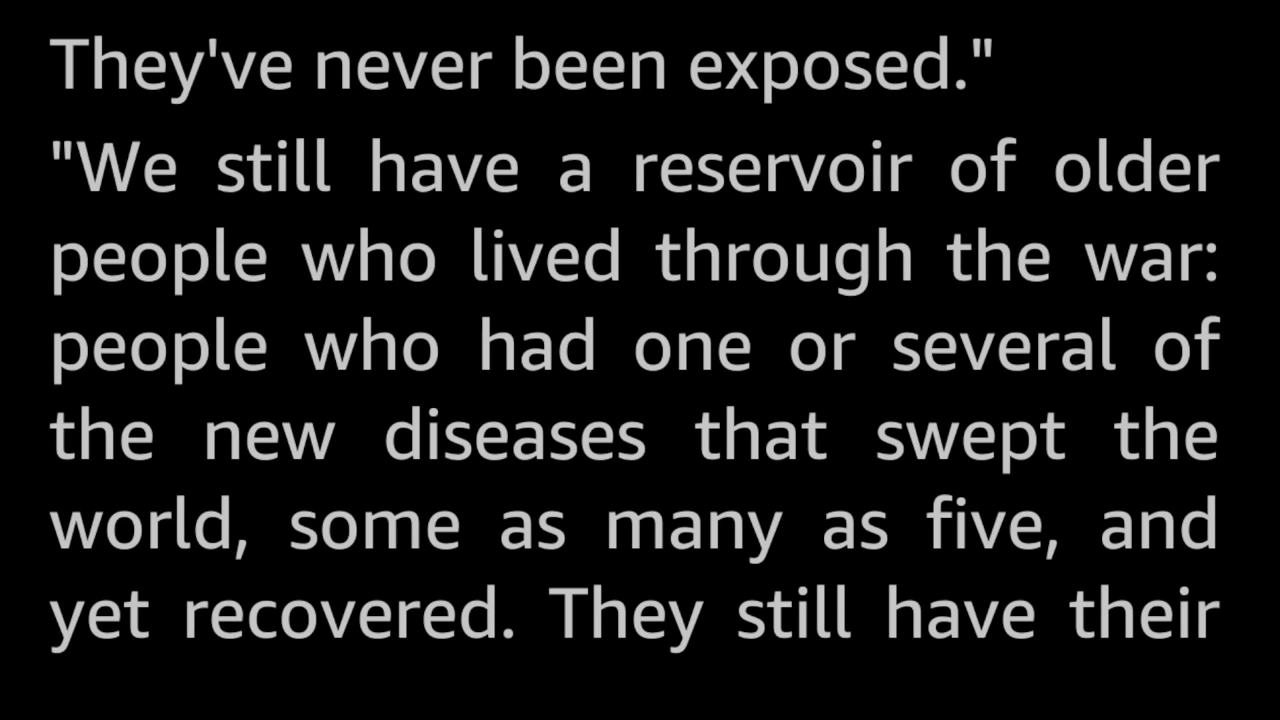 They've never been exposed."
"We still have a reservoir of older
people who lived through the war:
people who had one or several of
the new diseases that swept the
world, some as many as five, and
yet recovered. They still have their